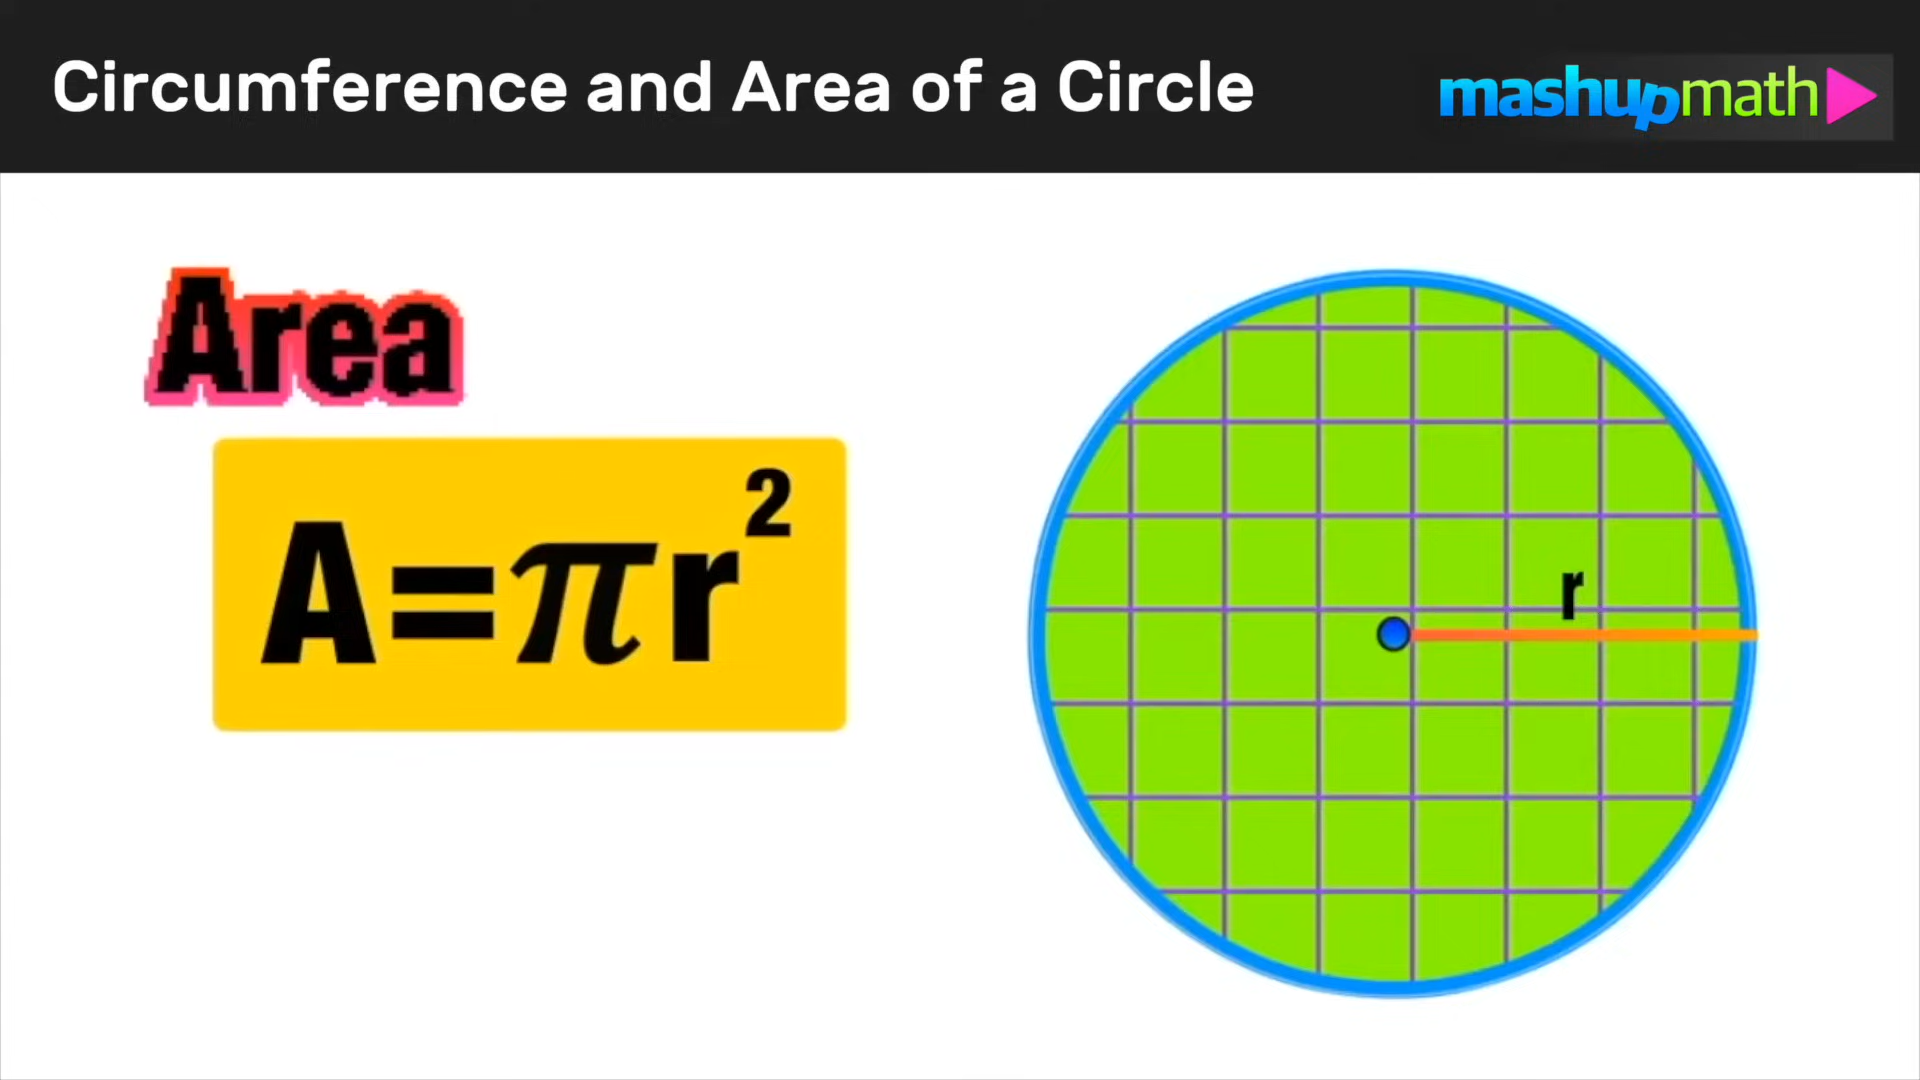 Circumference and Area of a Circle
mashupmath
Area
A=πr²
r